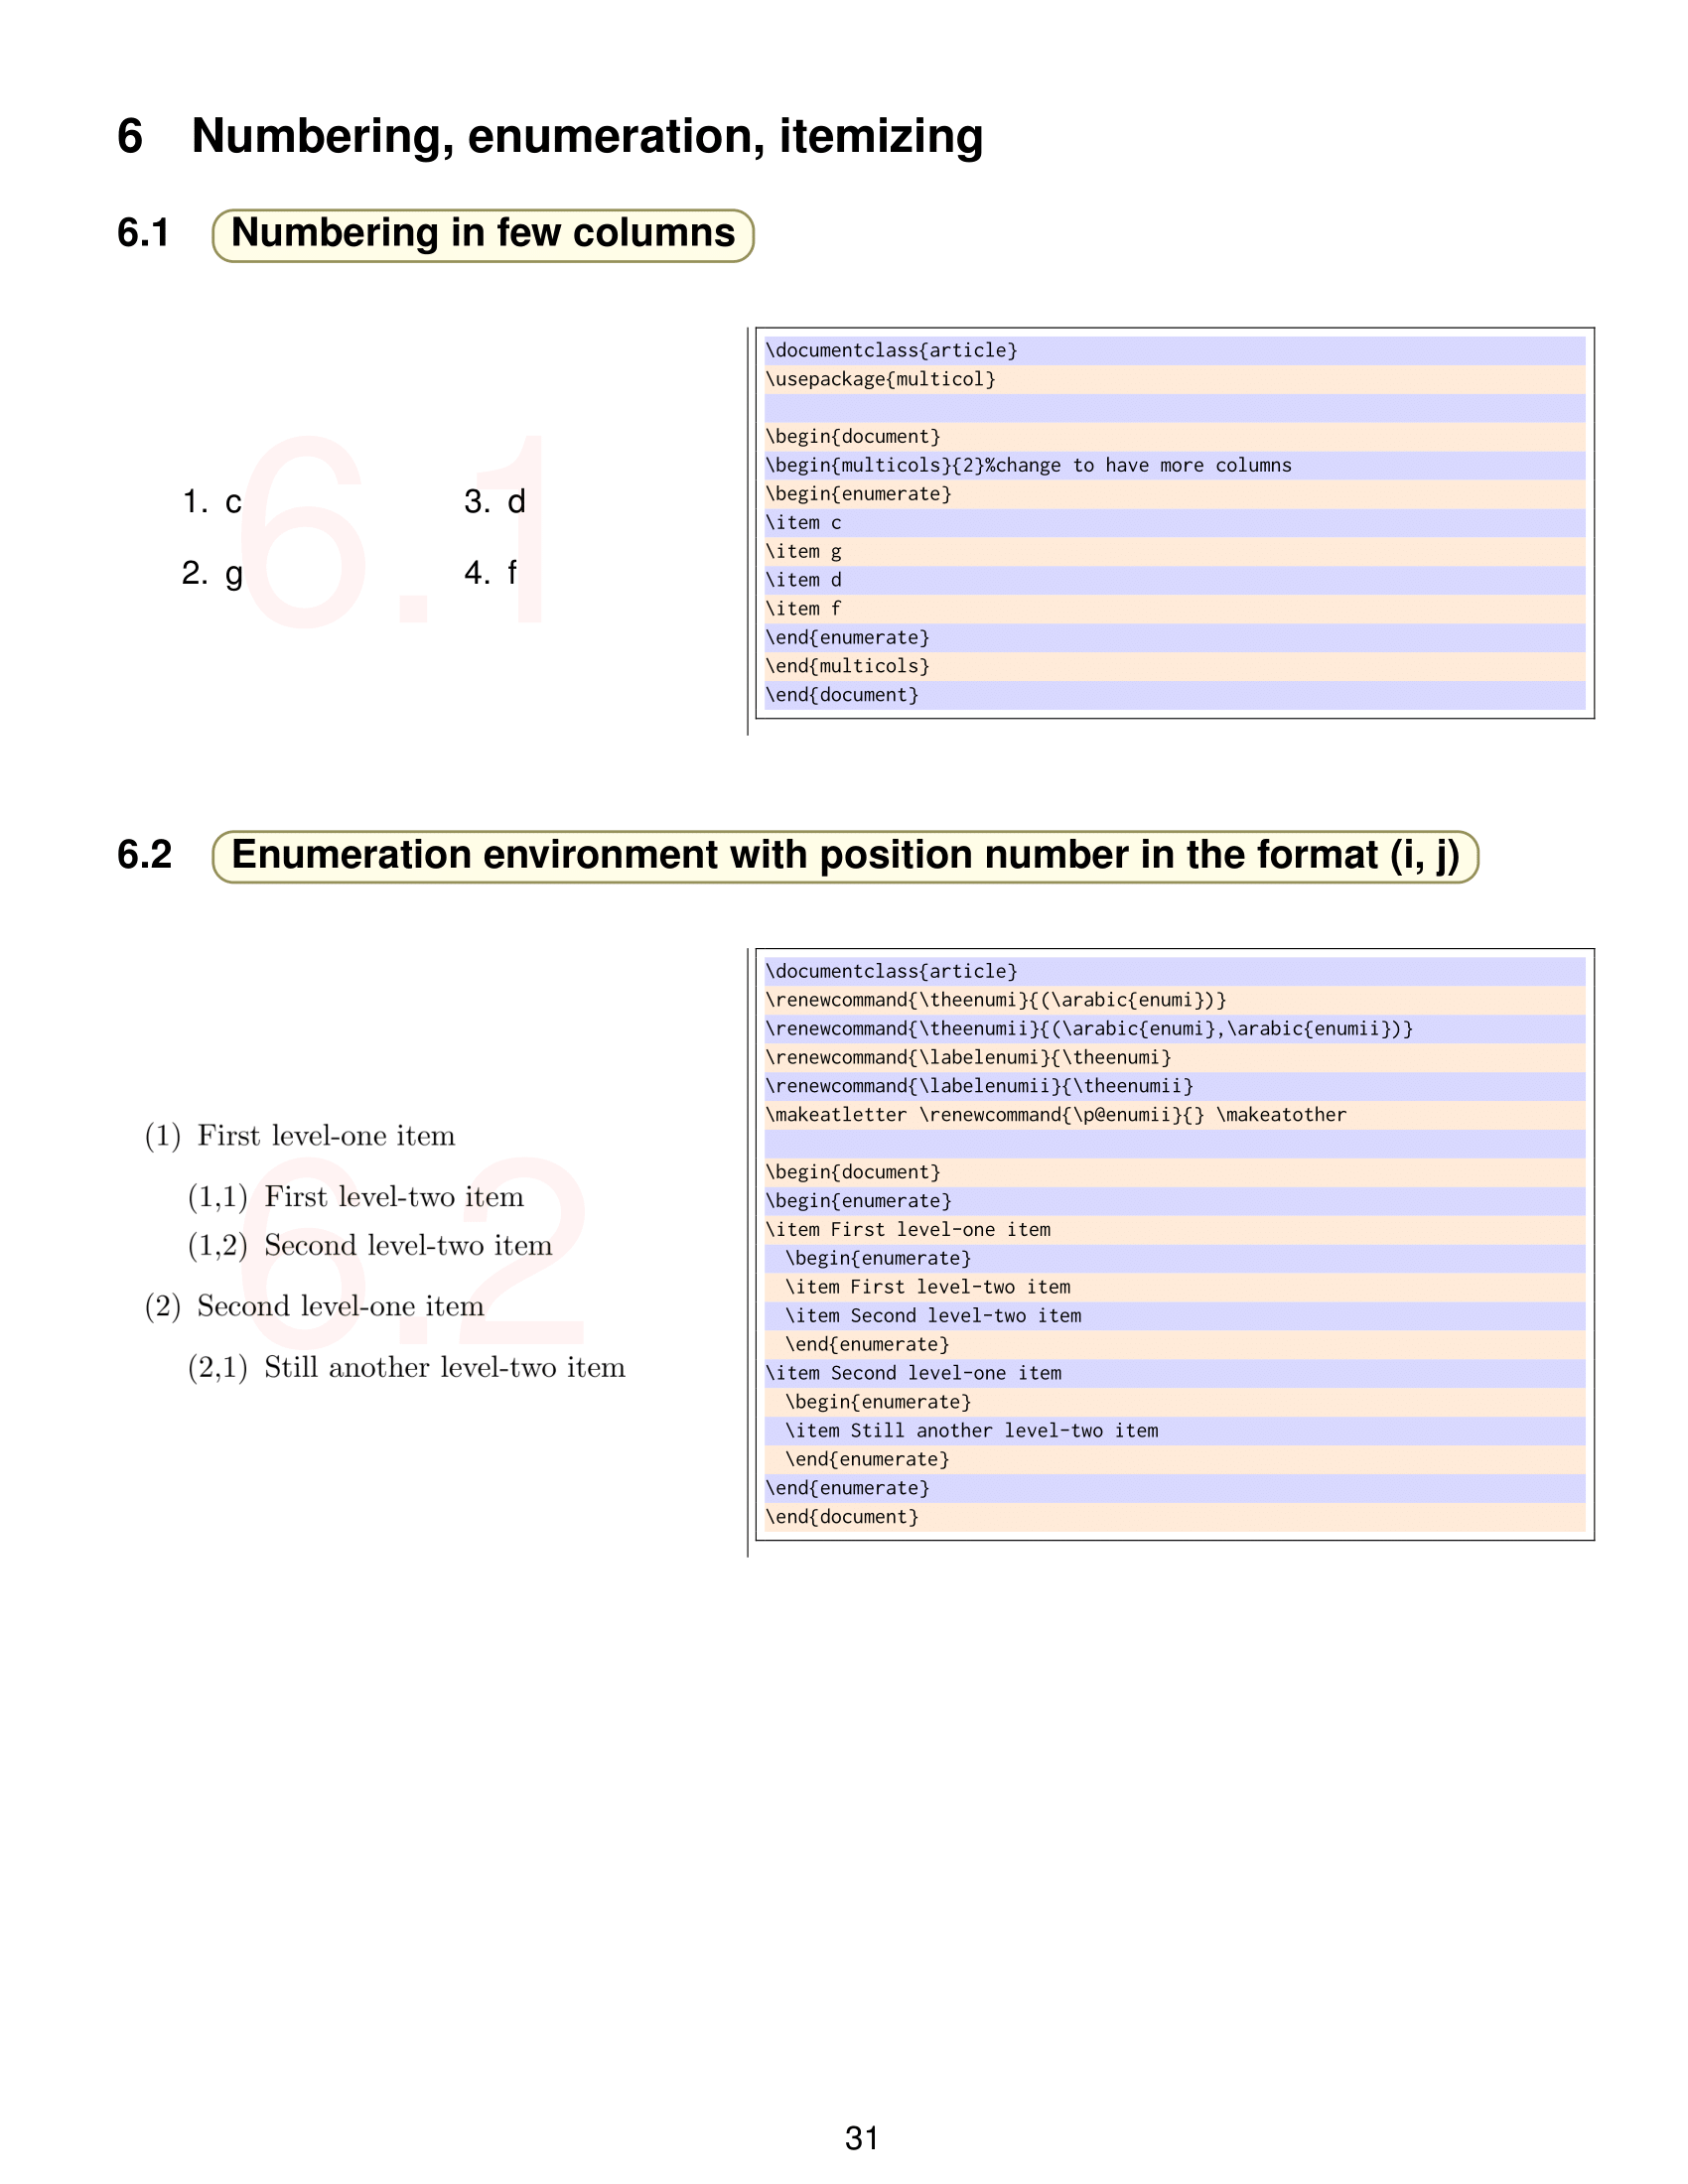 6 Numbering, enumeration, itemizing
6.1 Numbering in few columns
6.1
1. c
2. g
3. d
4. f
\documentclass{article}
\usepackage{multicol}

\begin{document}
\begin{multicols}{2}%change to have more columns
\begin{enumerate}
\item c
\item g
\item d
\item f
\end{enumerate}
\end{multicols}
\end{document}
6.2 Enumeration environment with position number in the format (i, j)
6.2
(1) First level-one item
(1,1) First level-two item
(1,2) Second level-two item
(2) Second level-one item
(2,1) Still another level-two item
\documentclass{article}
\renewcommand{\theenumi}{(\arabic{enumi})}
\renewcommand{\theenumii}{(\arabic{enumi},\arabic{enumii})}
\renewcommand{\labelenumi}{\theenumi}
\renewcommand{\labelenumii}{\theenumii}
\makeatletter \renewcommand{\p@enumii}{} \makeatother

\begin{document}
\begin{enumerate}
\item First level-one item
  \begin{enumerate}
  \item First level-two item
  \item Second level-two item
  \end{enumerate}
\item Second level-one item
  \begin{enumerate}
  \item Still another level-two item
  \end{enumerate}
\end{enumerate}
\end{document}
31